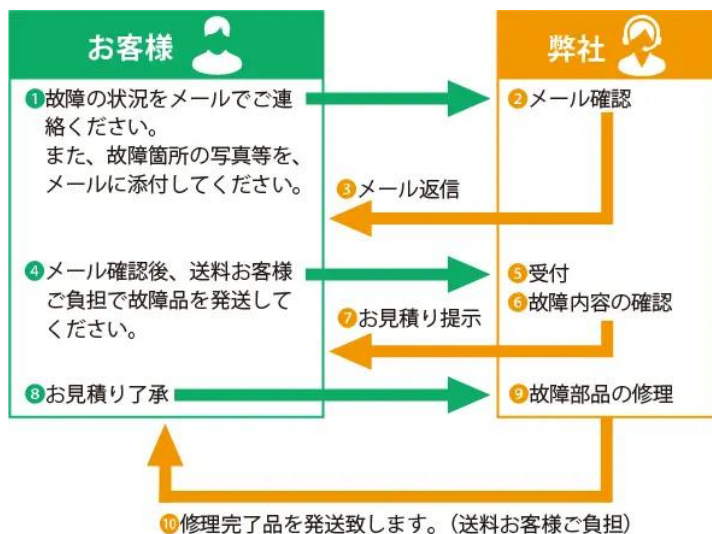 お客様
弊社
❶故障の状況をメールでご連
絡ください。
また、故障箇所の写真等を、
メールに添付してください。
❷メール確認
❸メール返信
❹メール確認後、送料お客様
ご負担で故障品を発送して
ください。
❺受付
❻故障内容の確認
❼お見積り提示
❽お見積り了承
❾故障部品の修理
❿修理完了品を発送致します。(送料お客様ご負担)